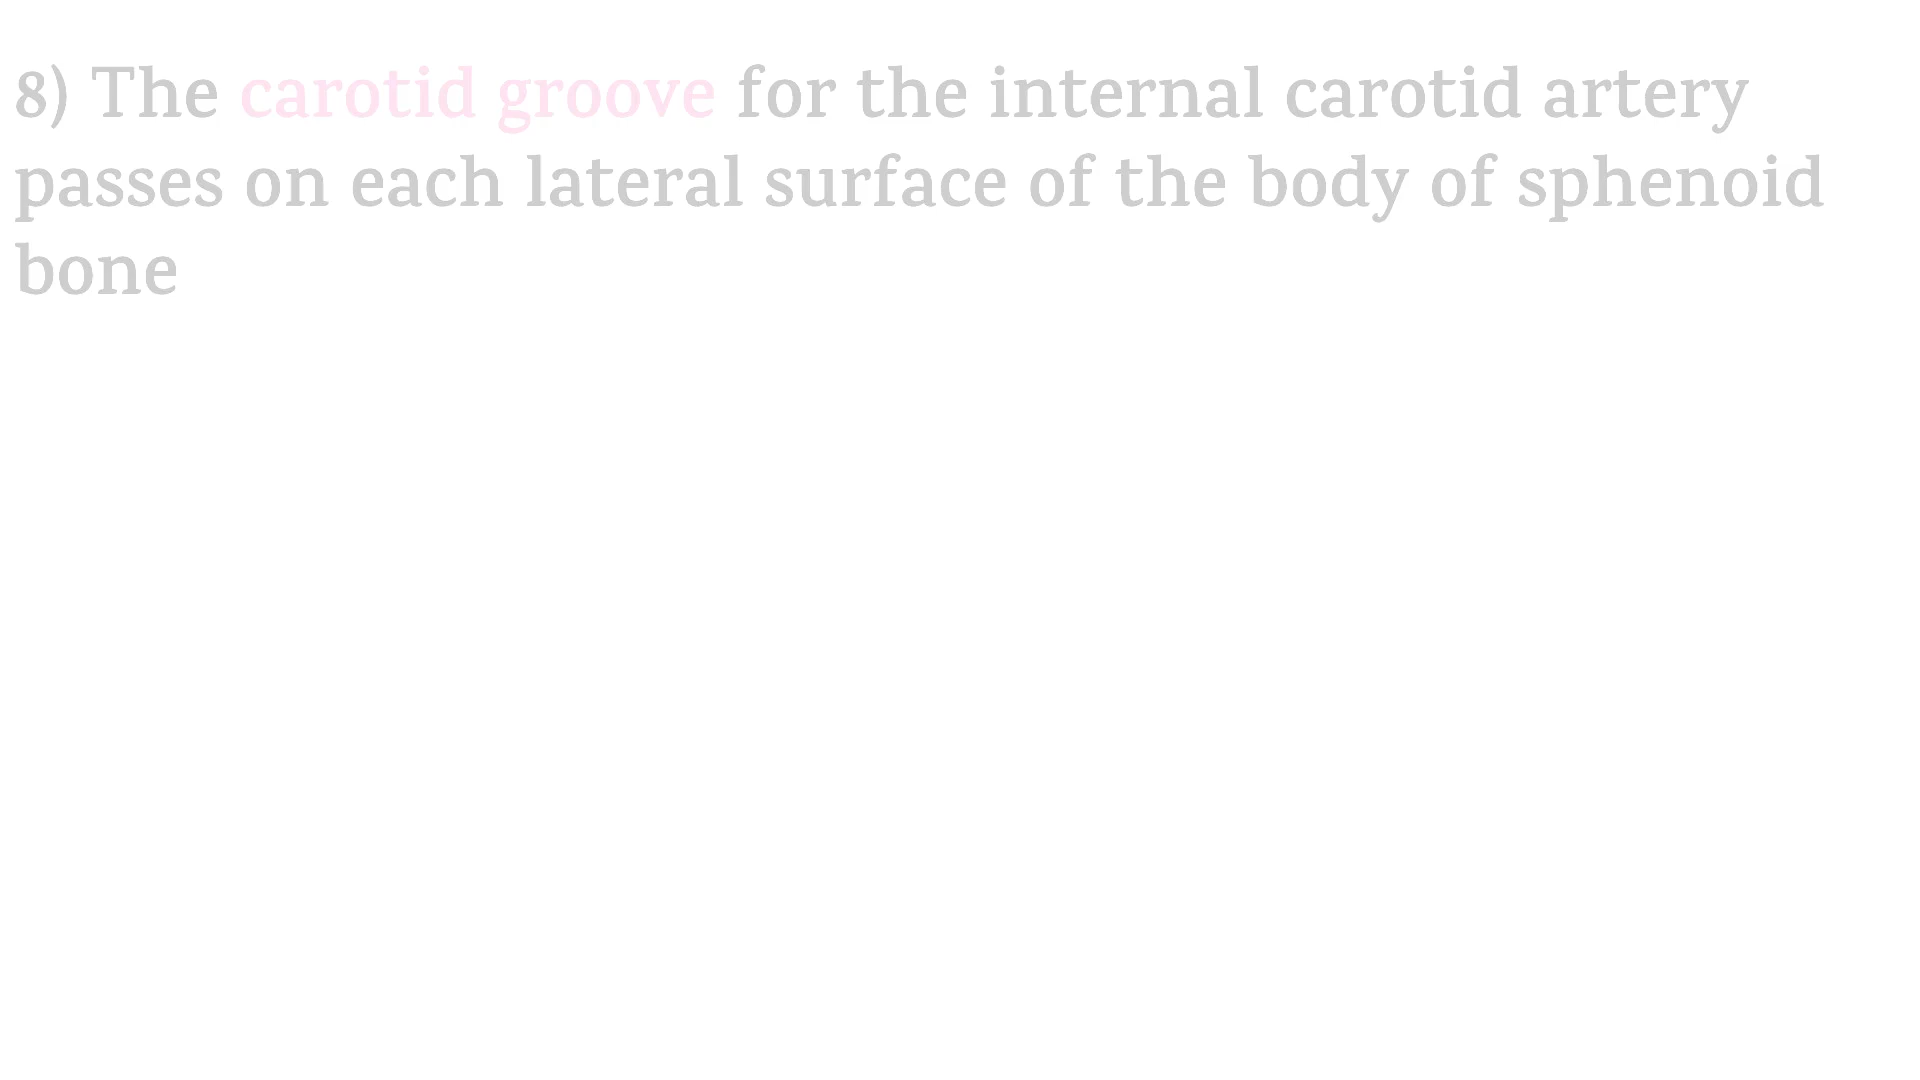 8) The carotid groove for the internal carotid artery
passes on each lateral surface of the body of sphenoid
bone